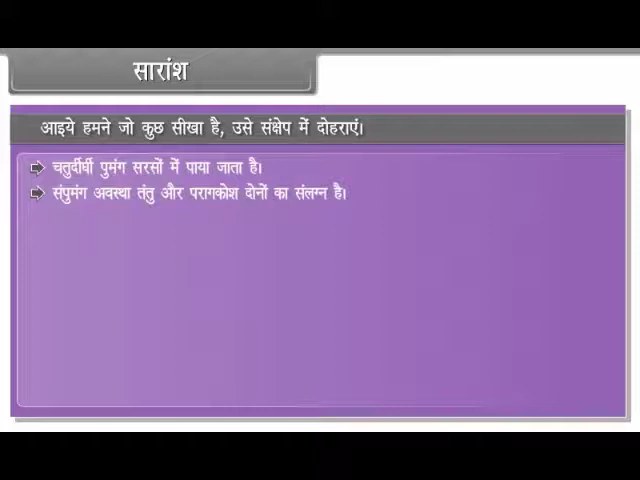 सारांश
आइये हमने जो कुछ सीखा है, उसे संक्षेप में दोहराएं।
चतुर्दीर्घी पुमंग सरसों में पाया जाता है।
संपुमंग अवस्था तंतु और परागकोश दोनों का संलग्न है।